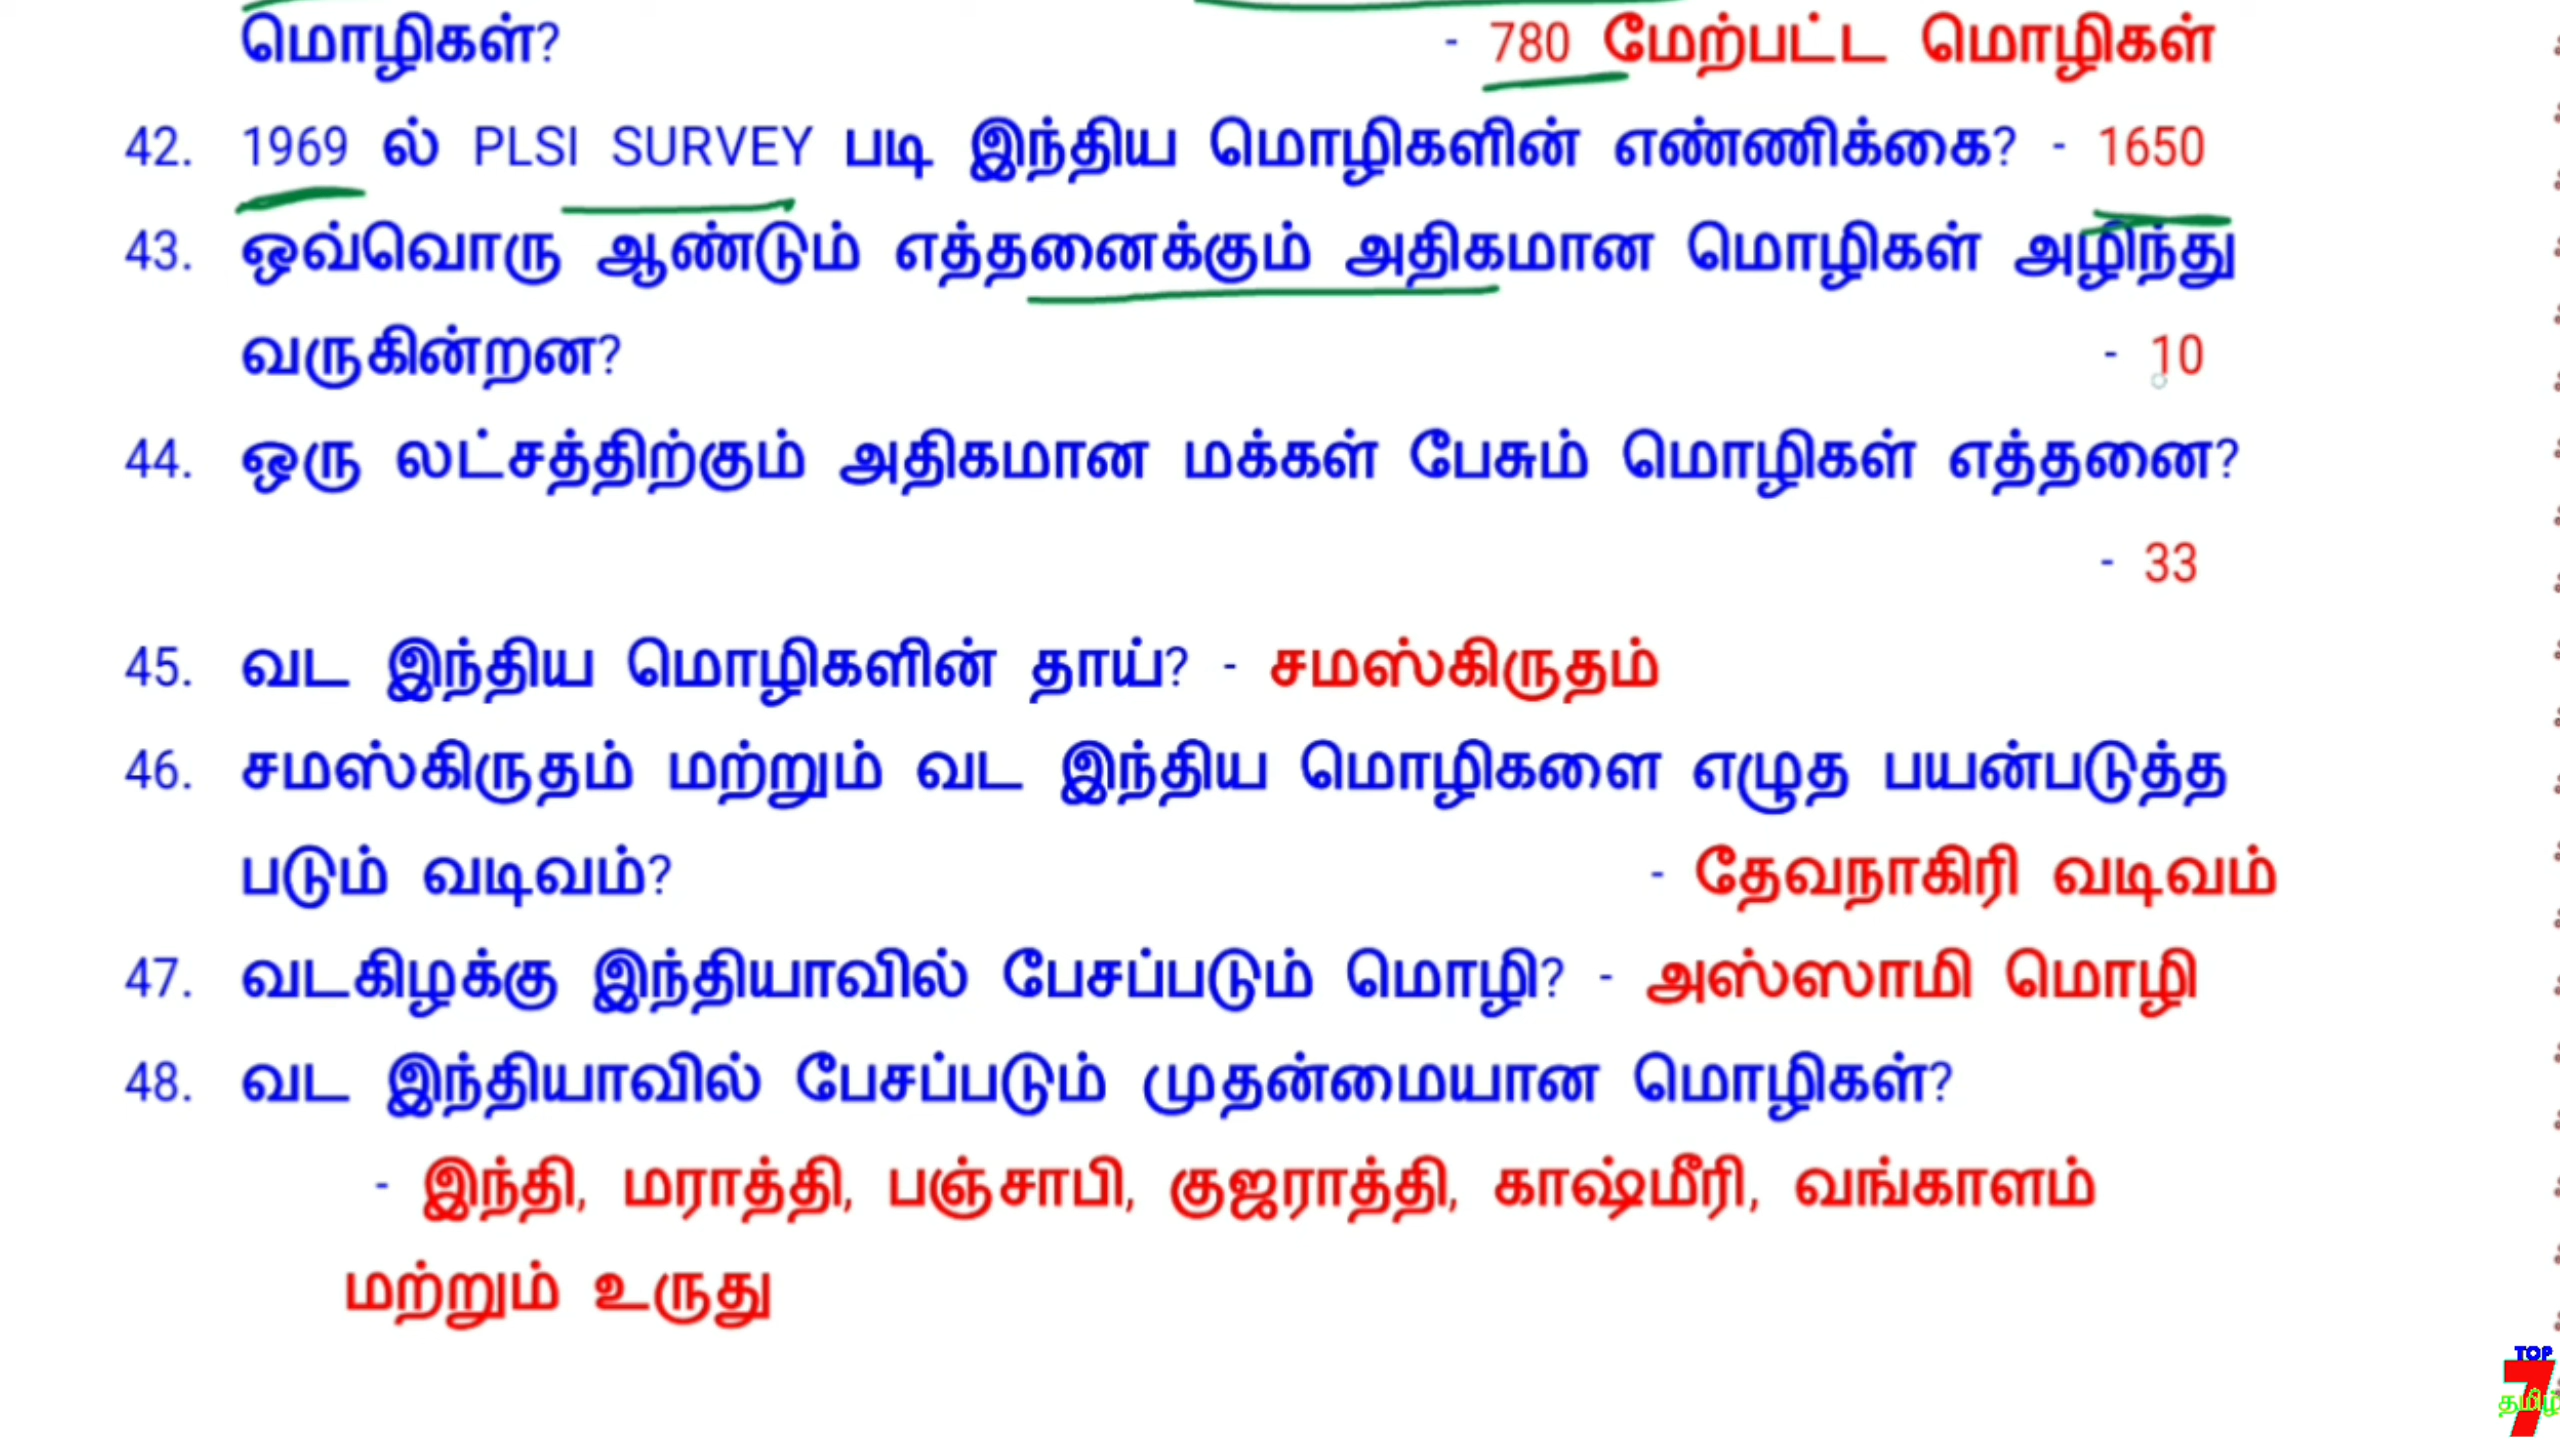 மொழிகள்? - 780 மேற்பட்ட மொழிகள்
42. 1969 ல் PLSI SURVEY படி இந்திய மொழிகளின் எண்ணிக்கை? - 1650
43. ஒவ்வொரு ஆண்டும் எத்தனைக்கும் அதிகமான மொழிகள் அழிந்து
வருகின்றன? - 10
44. ஒரு லட்சத்திற்கும் அதிகமான மக்கள் பேசும் மொழிகள் எத்தனை?
- 33
45. வட இந்திய மொழிகளின் தாய்? - சமஸ்கிருதம்
46. சமஸ்கிருதம் மற்றும் வட இந்திய மொழிகளை எழுத பயன்படுத்த
படும் வடிவம்? - தேவநாகிரி வடிவம்
47. வடகிழக்கு இந்தியாவில் பேசப்படும் மொழி? - அஸ்ஸாமி மொழி
48. வட இந்தியாவில் பேசப்படும் முதன்மையான மொழிகள்?
- இந்தி, மராத்தி, பஞ்சாபி, குஜராத்தி, காஷ்மீரி, வங்காளம்
மற்றும் உருது
TOP
7
தமிழ்